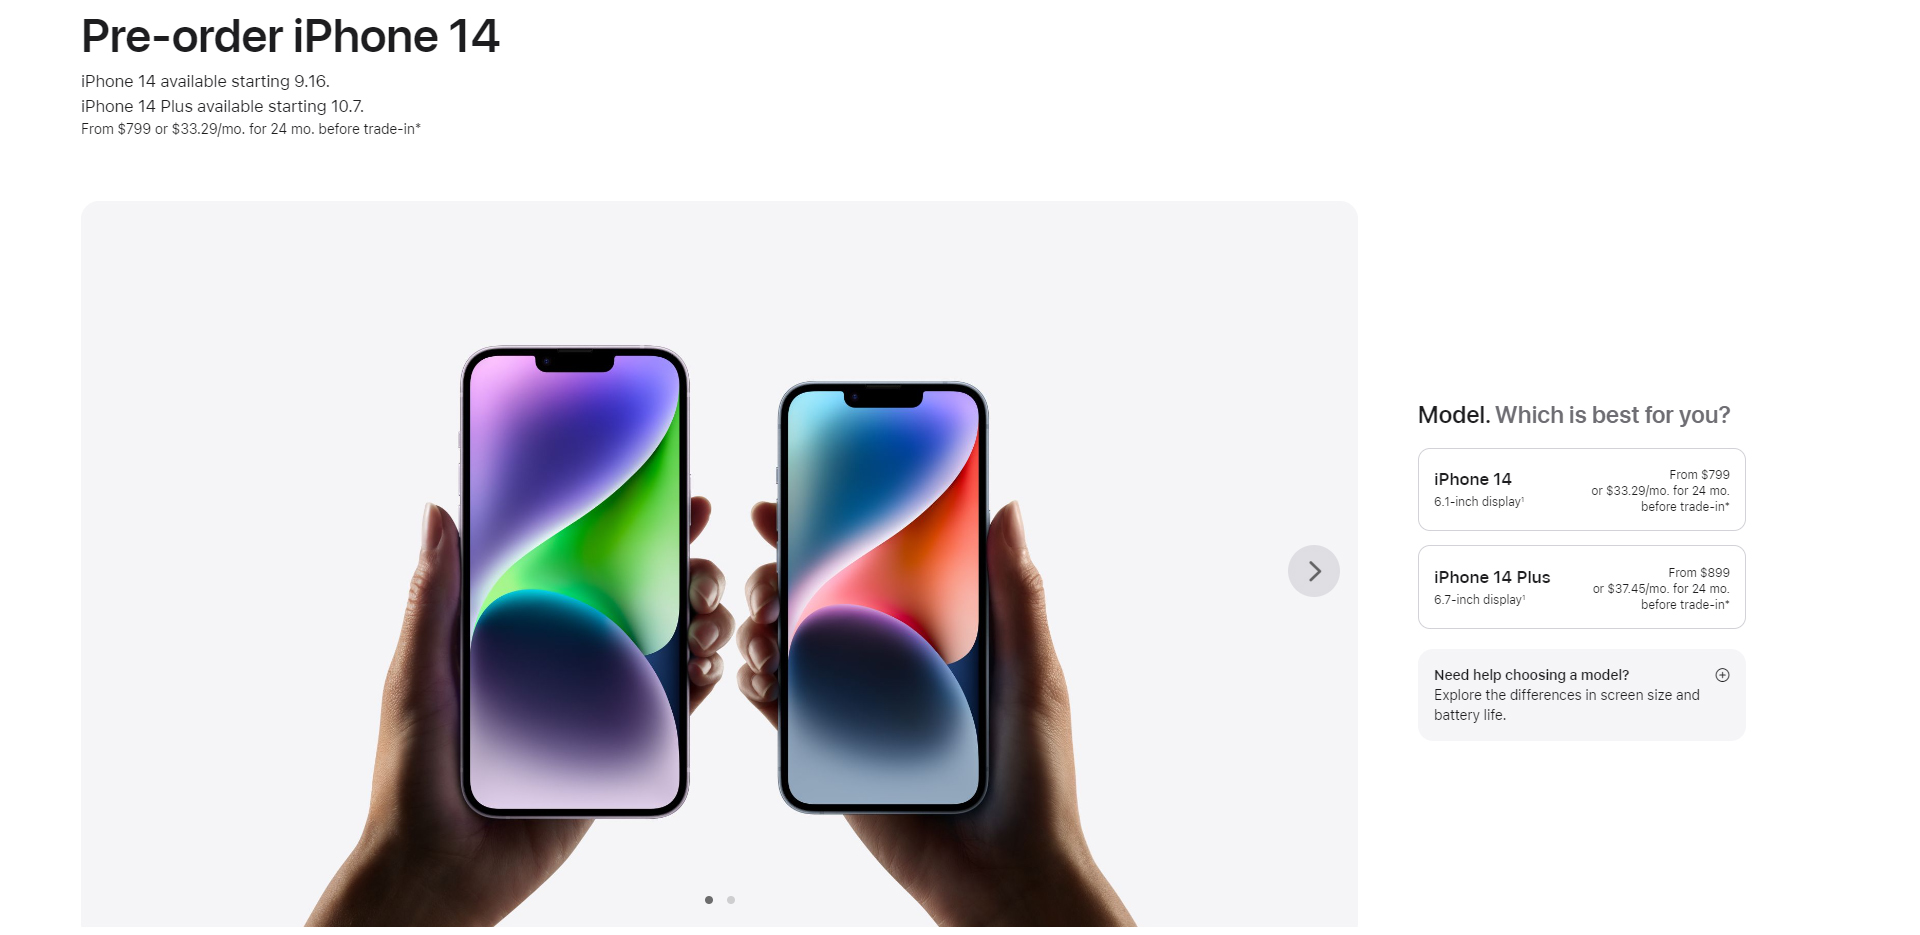 Pre-order iPhone 14
iPhone 14 available starting 9.16.
iPhone 14 Plus available starting 10.7.
From $799 or $33.29/mo. for 24 mo. before trade-in*
Model. Which is best for you?
iPhone 14
6.1-inch display¹
From $799
or $33.29/mo. for 24 mo.
before trade-in*
iPhone 14 Plus
6.7-inch display¹
From $899
or $37.45/mo. for 24 mo.
before trade-in*
Need help choosing a model?
Explore the differences in screen size and
battery life.